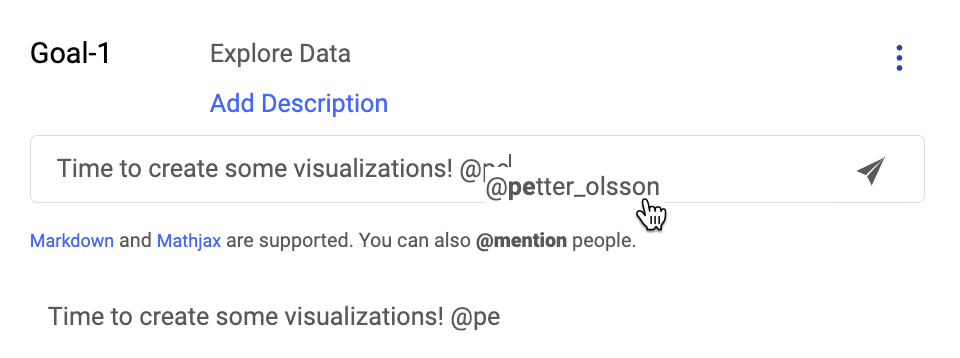 Goal-1 Explore Data
Add Description
Time to create some visualizations! @pe
@petter_olsson
Markdown and Mathjax are supported. You can also @mention people.
Time to create some visualizations! @pe